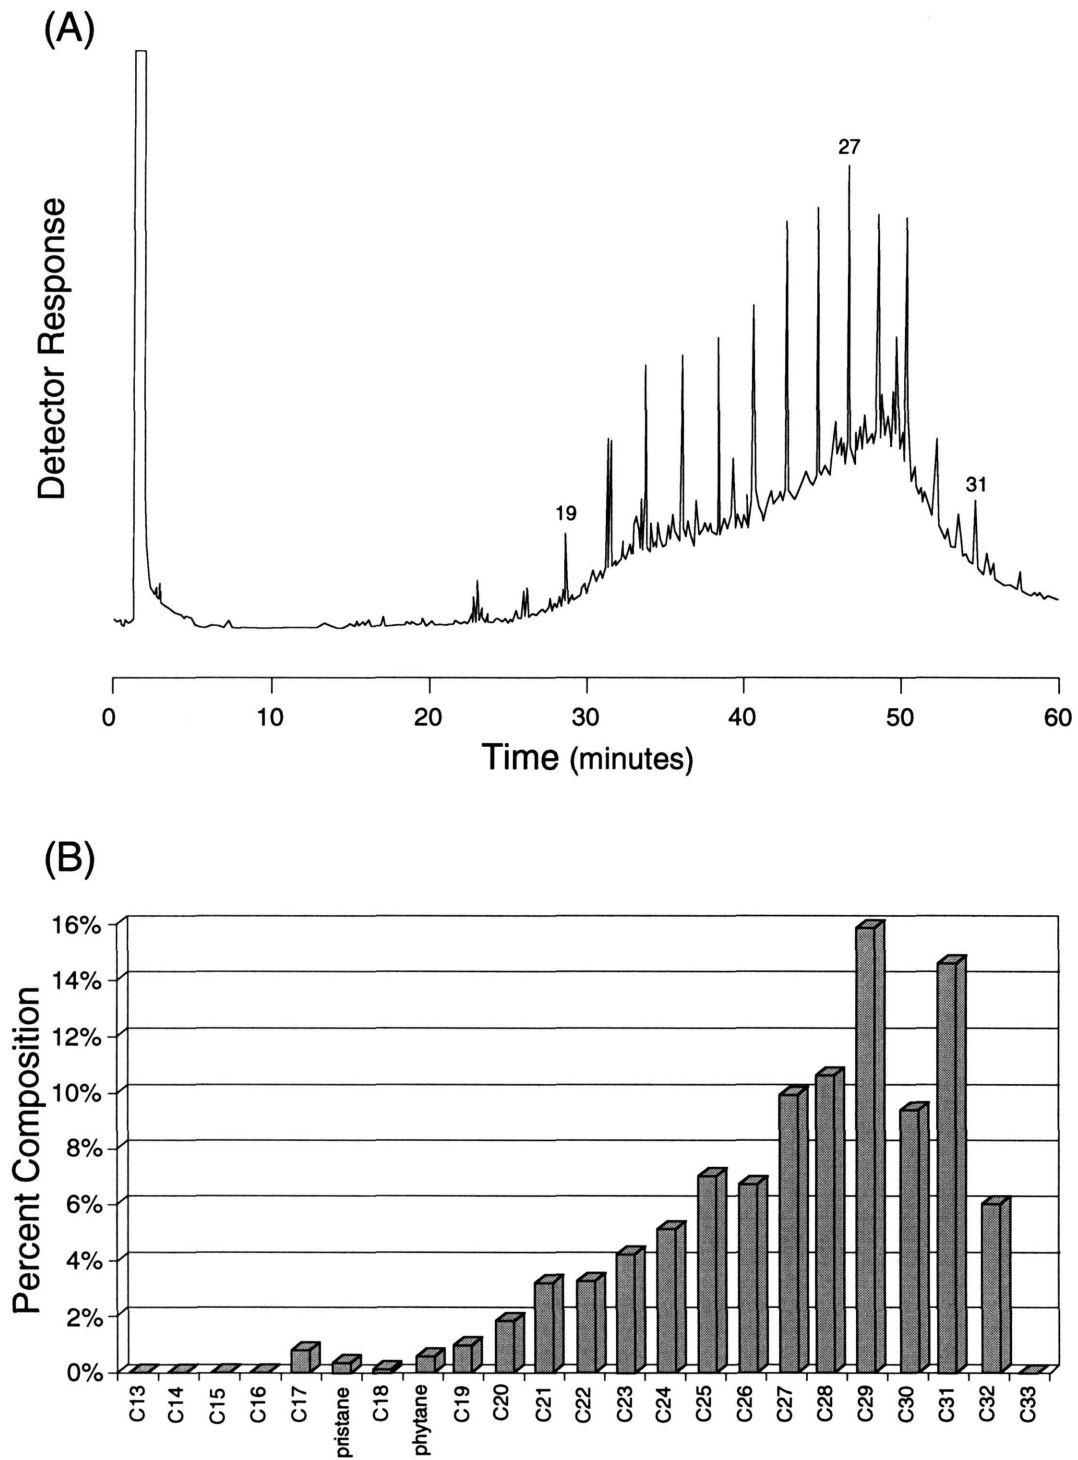 (A)
Detector Response
27
19
31
0 10 20 30 40 50 60
Time (minutes)
(B)
Percent Composition
16%
14%
12%
10%
8%
6%
4%
2%
0%
C13 C14 C15 C16 C17 pristane C18 phytane C19 C20 C21 C22 C23 C24 C25 C26 C27 C28 C29 C30 C31 C32 C33